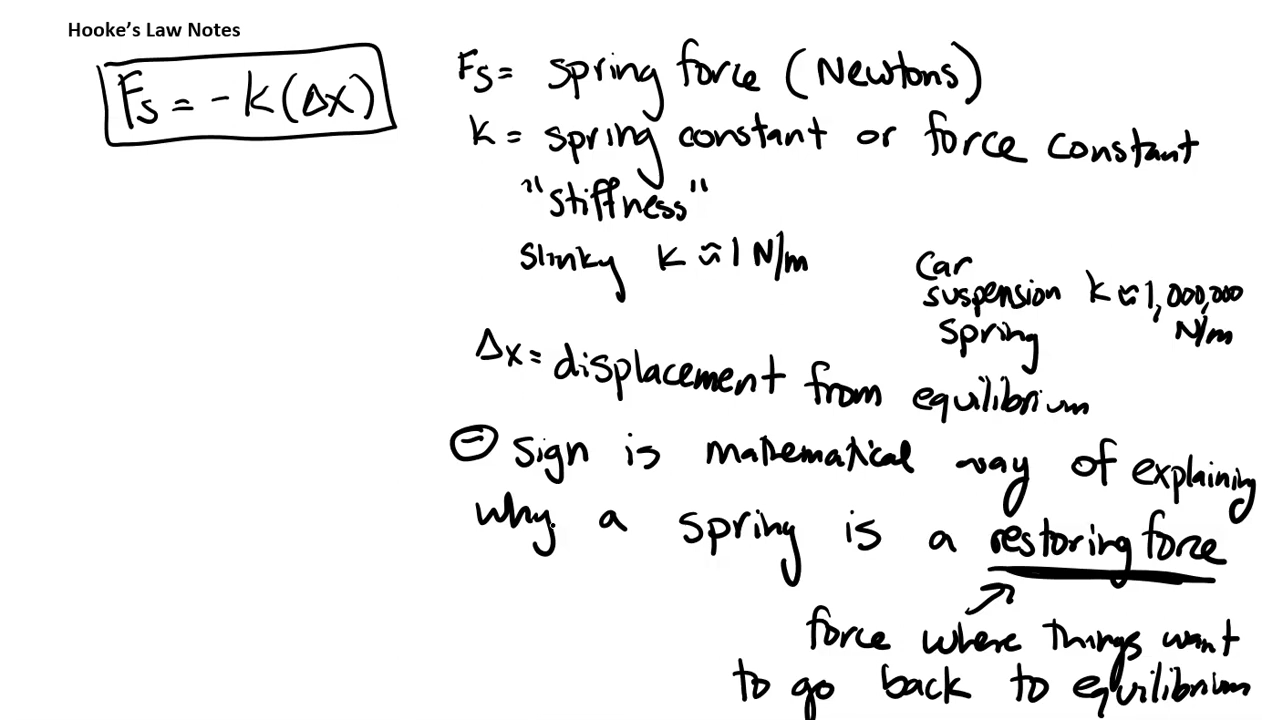 Hooke's Law Notes
Fs = -k(Δx)
Fs = spring force (Newtons)
k = spring constant or force constant
"stiffness"
Slinky k ≈ 1 N/m
Car
suspension k ≈ 1,000,000
spring N/m
Δx = displacement from equilibrium
⊖ sign is mathematical way of explaining
why a spring is a restoring force
force where things want
to go back to equilibrium